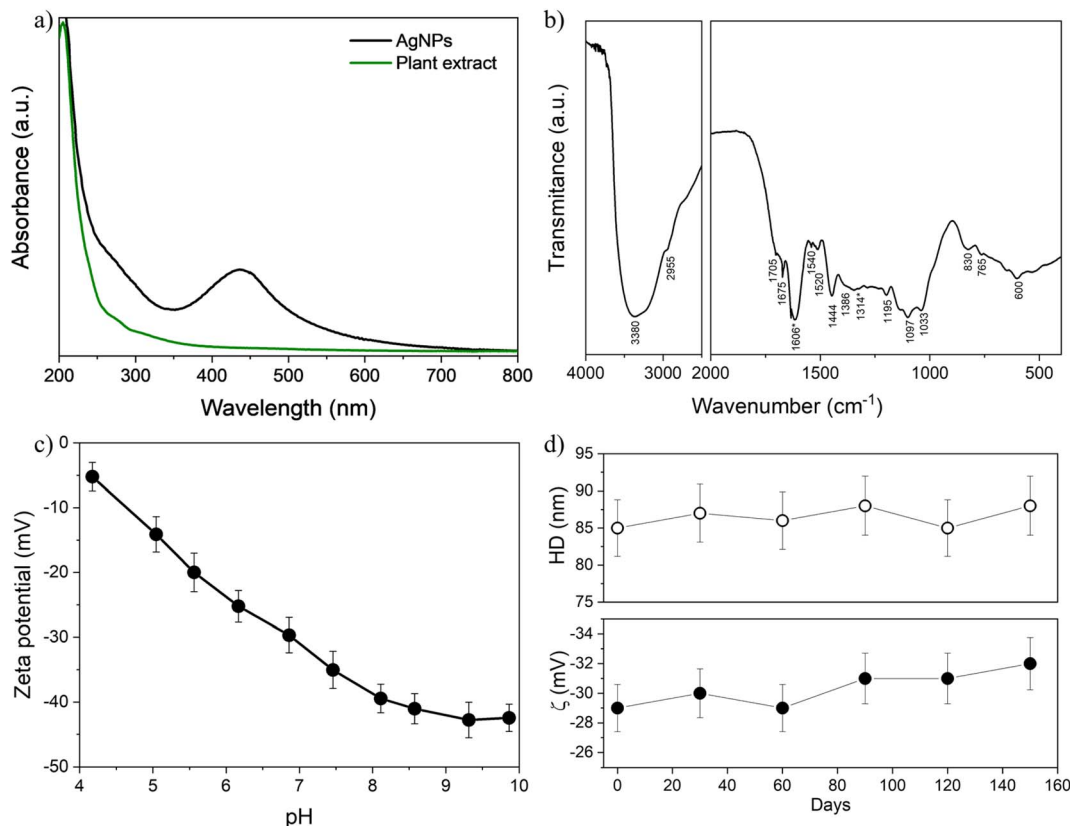 a)
AgNPs
Plant extract
Absorbance (a.u.)
200 300 400 500 600 700 800
Wavelength (nm)
b)
Transmitance (a.u.)
3380
2955
1705
1675
1606*
1540
1520
1444
1386
1314*
1195
1097
1033
830
765
600
4000 3000 2000 1500 1000 500
Wavenumber (cm⁻¹)
c)
0
-10
-20
-30
-40
-50
Zeta potential (mV)
4 5 6 7 8 9 10
pH
d)
95
90
85
80
75
HD (nm)
-34
-32
-30
-28
-26
ζ (mV)
0 20 40 60 80 100 120 140 160
Days